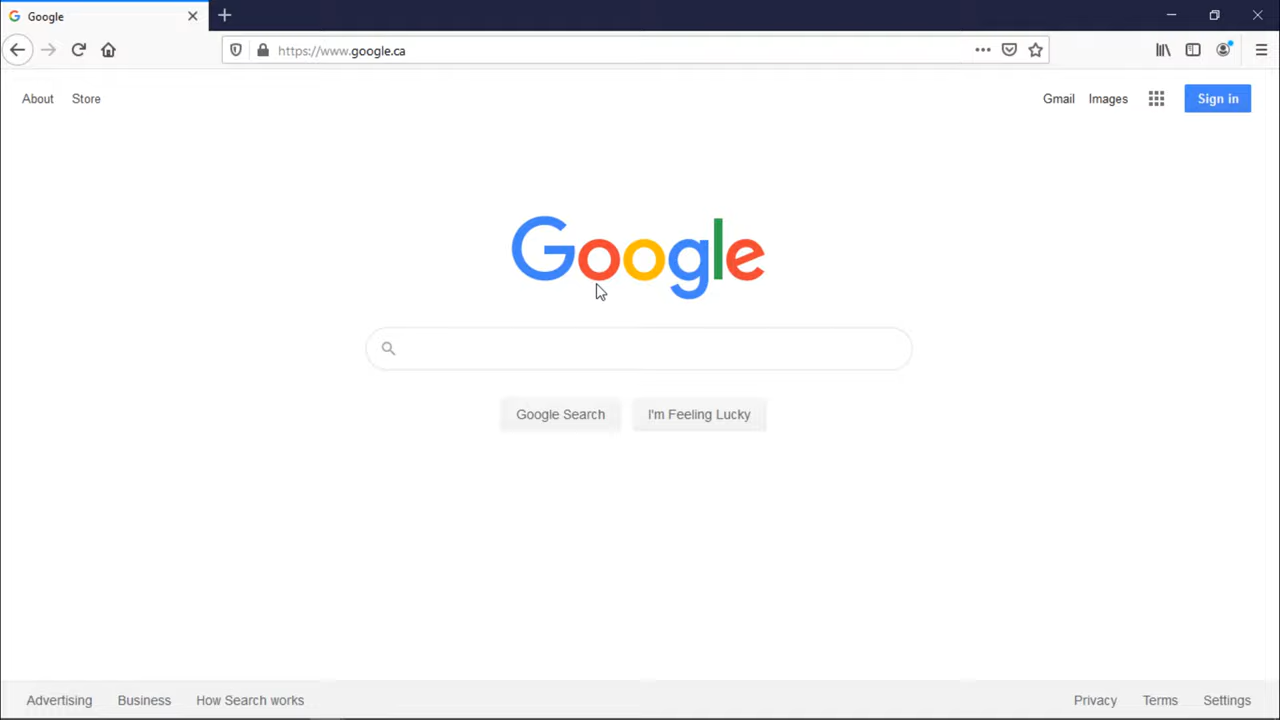 Google
https://www.google.ca
About Store
Gmail Images Sign in
Google
Google Search I'm Feeling Lucky
Advertising Business How Search works
Privacy Terms Settings